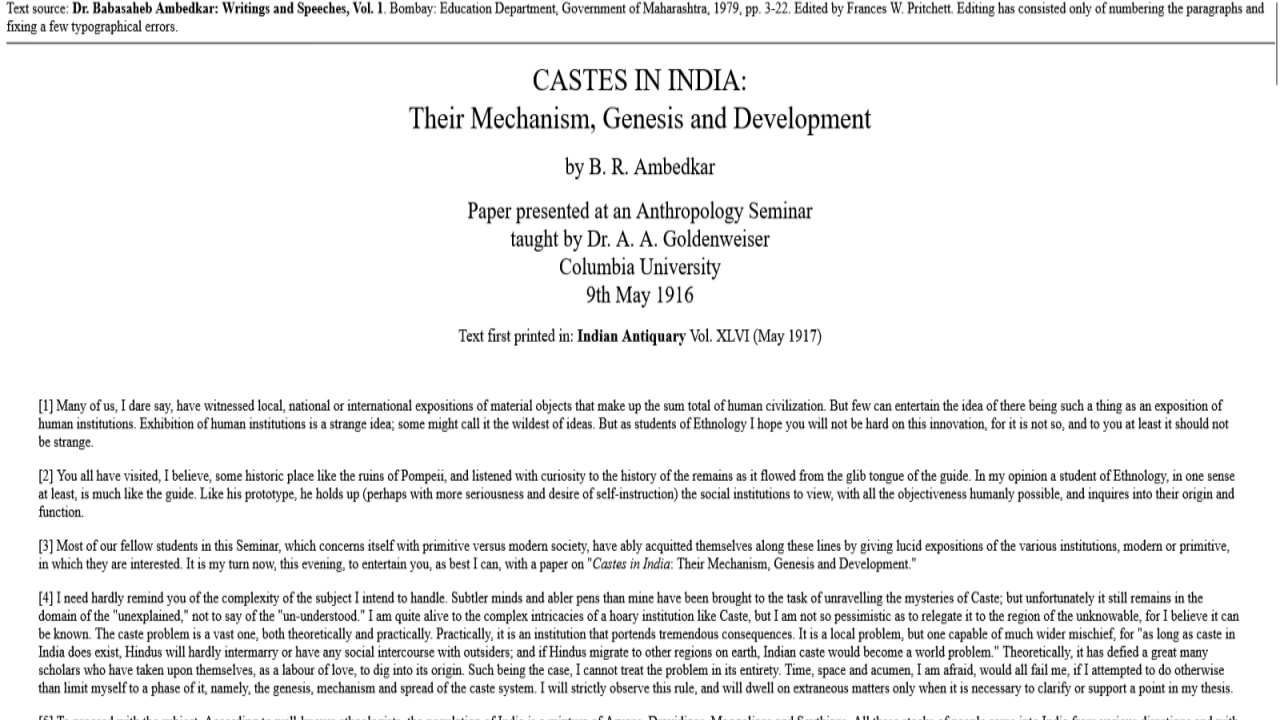 Text source: Dr. Babasaheb Ambedkar: Writings and Speeches, Vol. 1. Bombay: Education Department, Government of Maharashtra, 1979, pp. 3-22. Edited by Frances W. Pritchett. Editing has consisted only of numbering the paragraphs and
fixing a few typographical errors.
CASTES IN INDIA:
Their Mechanism, Genesis and Development
by B. R. Ambedkar
Paper presented at an Anthropology Seminar
taught by Dr. A. A. Goldenweiser
Columbia University
9th May 1916
Text first printed in: Indian Antiquary Vol. XLVI (May 1917)
[1] Many of us, I dare say, have witnessed local, national or international expositions of material objects that make up the sum total of human civilization. But few can entertain the idea of there being such a thing as an exposition of
human institutions. Exhibition of human institutions is a strange idea; some might call it the wildest of ideas. But as students of Ethnology I hope you will not be hard on this innovation, for it is not so, and to you at least it should not
be strange.
[2] You all have visited, I believe, some historic place like the ruins of Pompeii, and listened with curiosity to the history of the remains as it flowed from the glib tongue of the guide. In my opinion a student of Ethnology, in one sense
at least, is much like the guide. Like his prototype, he holds up (perhaps with more seriousness and desire of self-instruction) the social institutions to view, with all the objectiveness humanly possible, and inquires into their origin and
function.
[3] Most of our fellow students in this Seminar, which concerns itself with primitive versus modern society, have ably acquitted themselves along these lines by giving lucid expositions of the various institutions, modern or primitive,
in which they are interested. It is my turn now, this evening, to entertain you, as best I can, with a paper on "Castes in India: Their Mechanism, Genesis and Development."
[4] I need hardly remind you of the complexity of the subject I intend to handle. Subtler minds and abler pens than mine have been brought to the task of unravelling the mysteries of Caste; but unfortunately it still remains in the
domain of the "unexplained," not to say of the "un-understood." I am quite alive to the complex intricacies of a hoary institution like Caste, but I am not so pessimistic as to relegate it to the region of the unknowable, for I believe it can
be known. The caste problem is a vast one, both theoretically and practically. Practically, it is an institution that portends tremendous consequences. It is a local problem, but one capable of much wider mischief, for "as long as caste in
India does exist, Hindus will hardly intermarry or have any social intercourse with outsiders; and if Hindus migrate to other regions on earth, Indian caste would become a world problem." Theoretically, it has defied a great many
scholars who have taken upon themselves, as a labour of love, to dig into its origin. Such being the case, I cannot treat the problem in its entirety. Time, space and acumen, I am afraid, would all fail me, if I attempted to do otherwise
than limit myself to a phase of it, namely, the genesis, mechanism and spread of the caste system. I will strictly observe this rule, and will dwell on extraneous matters only when it is necessary to clarify or support a point in my thesis.